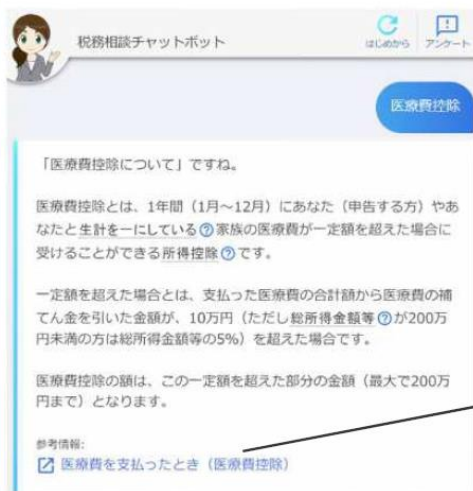 税務相談チャットボット
はじめから
アンケート
医療費控除
「医療費控除について」ですね。
医療費控除とは、1年間（1月～12月）にあなた（申告する方）やあ
なたと生計を一にしている?家族の医療費が一定額を超えた場合に
受けることができる所得控除?です。
一定額を超えた場合とは、支払った医療費の合計額から医療費の補
てん金を引いた金額が、10万円（ただし総所得金額等?が200万
円未満の方は総所得金額等の5%）を超えた場合です。
医療費控除の額は、この一定額を超えた部分の金額（最大で200万
円まで）となります。
参考情報:
医療費を支払ったとき（医療費控除）